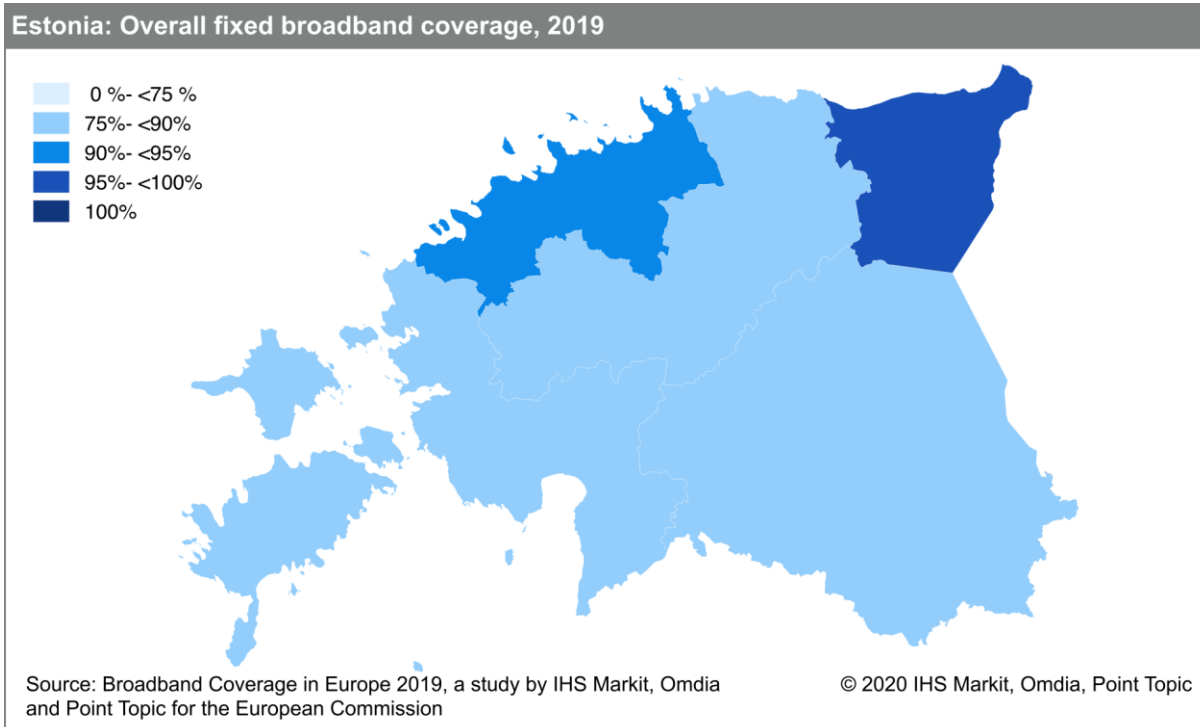 Estonia: Overall fixed broadband coverage, 2019
0 %- <75 %
75%- <90%
90%- <95%
95%- <100%
100%
Source: Broadband Coverage in Europe 2019, a study by IHS Markit, Omdia
and Point Topic for the European Commission
© 2020 IHS Markit, Omdia, Point Topic